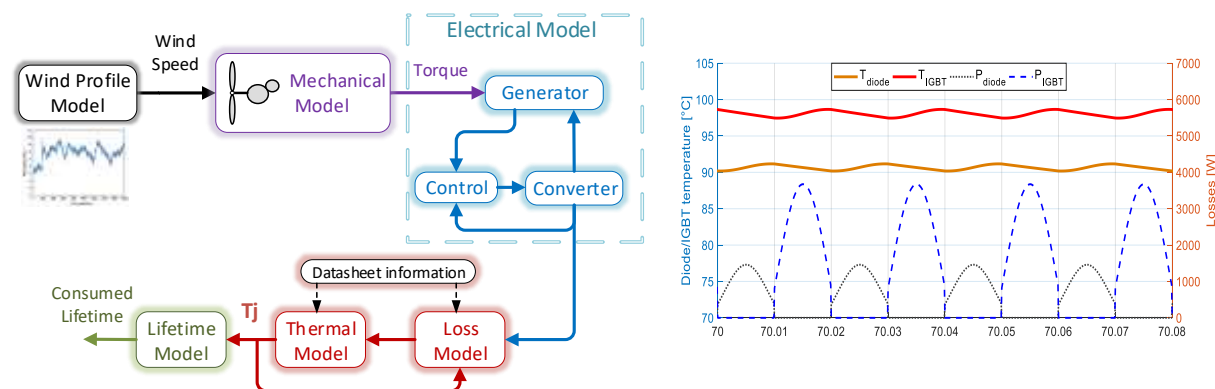 Electrical Model
Wind
Speed
Wind Profile
Model
Mechanical
Model
Torque
Generator
Control
Converter
Datasheet information
Consumed
Lifetime
Lifetime
Model
Tj
Thermal
Model
Loss
Model
T_diode T_IGBT P_diode P_IGBT
Diode/IGBT temperature [°C]
105
100
95
90
85
80
75
70
Losses [W]
7000
6000
5000
4000
3000
2000
1000
0
70 70.01 70.02 70.03 70.04 70.05 70.06 70.07 70.08